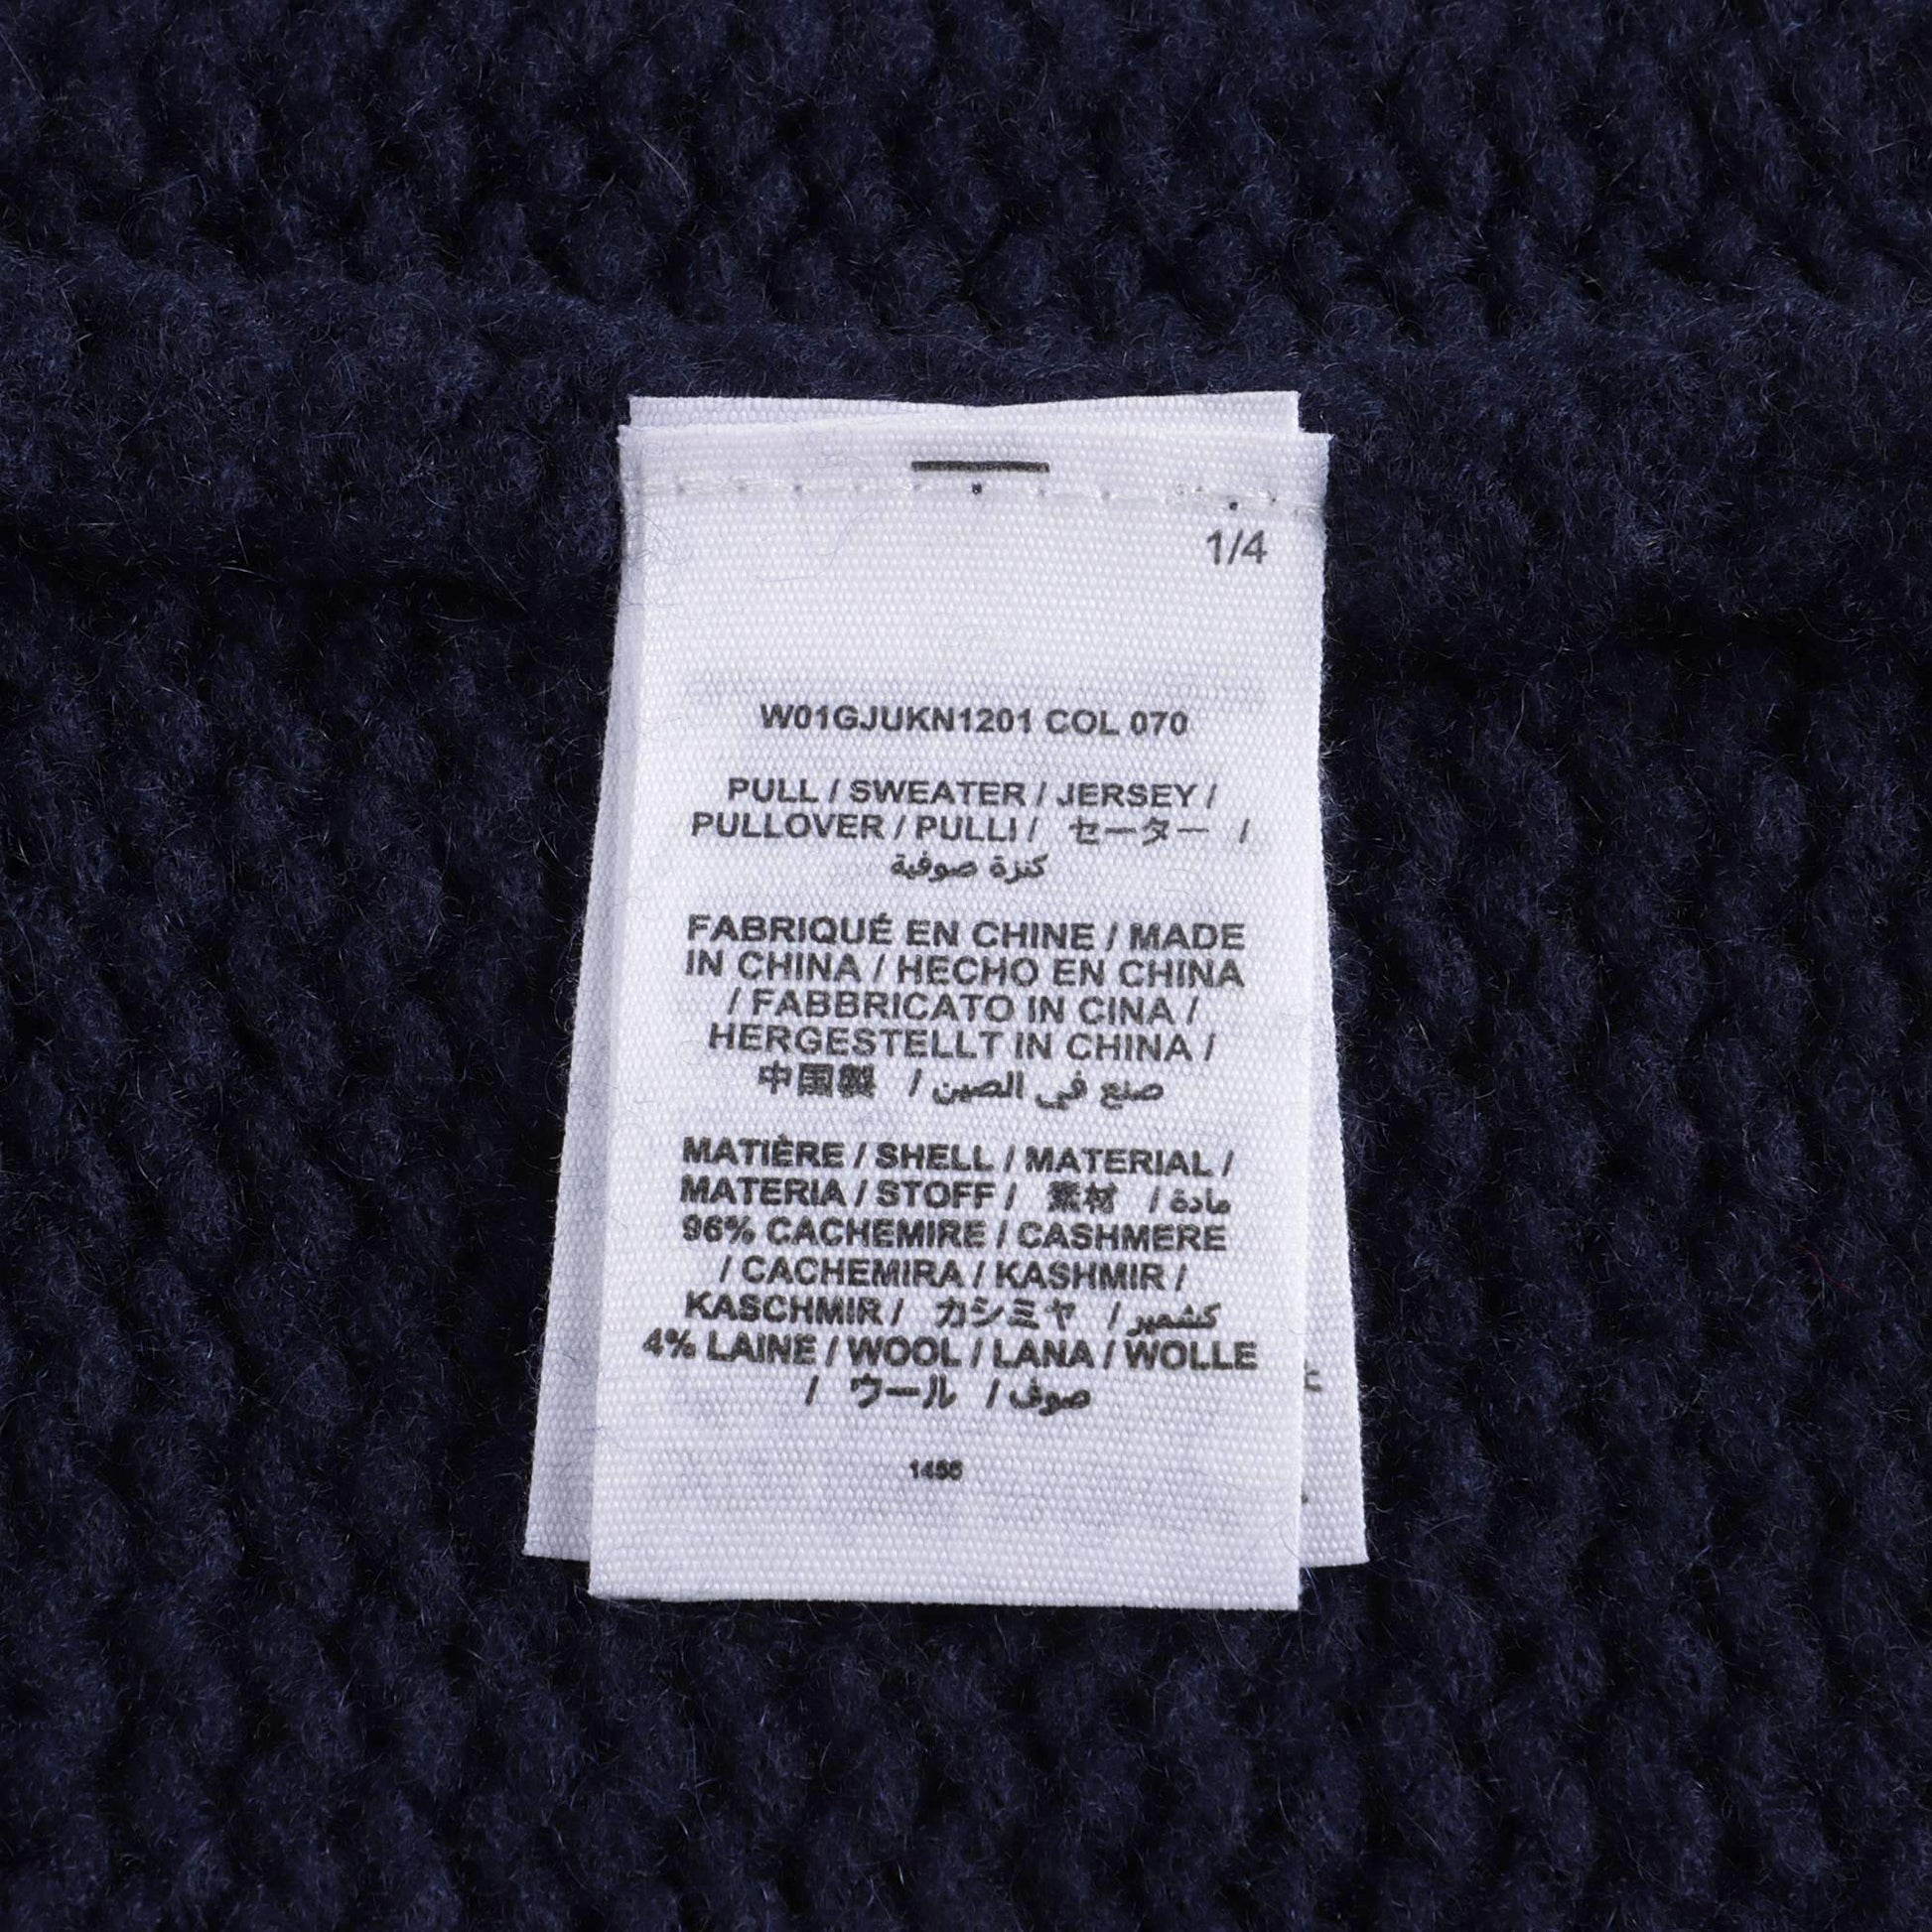 1/4
W01GJUKN1201 COL 070
PULL / SWEATER / JERSEY /
PULLOVER / PULLI / セーター /
كنزة صوفية
FABRIQUÉ EN CHINE / MADE
IN CHINA / HECHO EN CHINA
/ FABBRICATO IN CINA /
HERGESTELLT IN CHINA /
中国製 / صنع في الصين
MATIÈRE / SHELL / MATERIAL /
MATERIA / STOFF / 素材 / مادة
96% CACHEMIRE / CASHMERE
/ CACHEMIRA / KASHMIR /
KASCHMIR / カシミヤ / كشمير
4% LAINE / WOOL / LANA / WOLLE
/ ウール / صوف